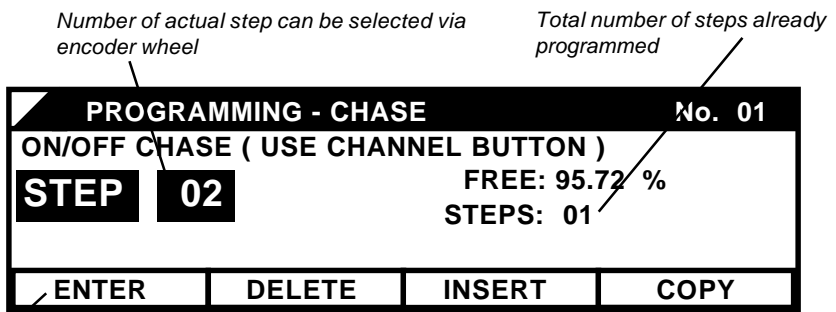 Number of actual step can be selected via
encoder wheel
Total number of steps already
programmed
PROGRAMMING - CHASE No. 01
ON/OFF CHASE ( USE CHANNEL BUTTON )
STEP 02
FREE: 95.72 %
STEPS: 01
ENTER DELETE INSERT COPY